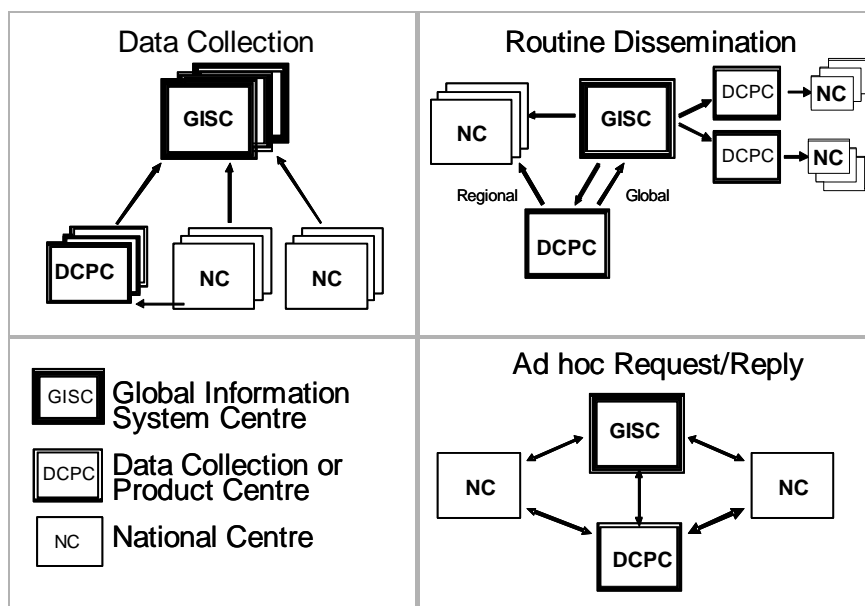 Data Collection
GISC
DCPC
NC
NC
Routine Dissemination
NC
GISC
DCPC
NC
DCPC
NC
Regional
Global
DCPC
GISC
Global Information
System Centre
DCPC
Data Collection or
Product Centre
NC
National Centre
Ad hoc Request/Reply
GISC
NC
NC
DCPC